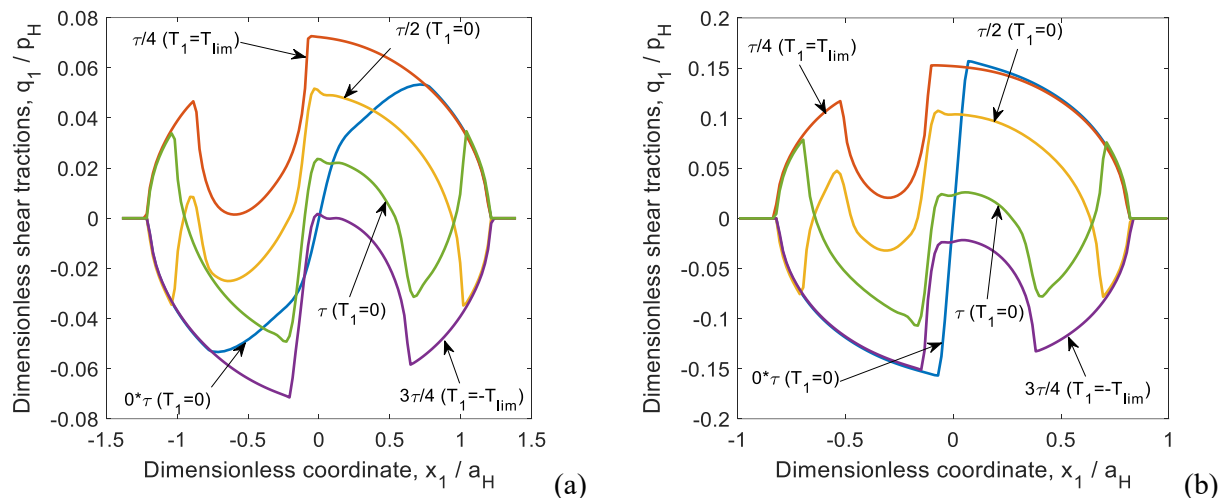 0.08
0.06
0.04
0.02
0
-0.02
-0.04
-0.06
-0.08
Dimensionless shear tractions, q1 / pH
τ/4 (T1=Tlim)
τ/2 (T1=0)
τ (T1=0)
0*τ (T1=0)
3τ/4 (T1=-Tlim)
-1.5 -1 -0.5 0 0.5 1 1.5
Dimensionless coordinate, x1 / aH
(a)
0.2
0.15
0.1
0.05
0
-0.05
-0.1
-0.15
-0.2
Dimensionless shear tractions, q1 / pH
τ/4 (T1=Tlim)
τ/2 (T1=0)
τ (T1=0)
0*τ (T1=0)
3τ/4 (T1=-Tlim)
-1 -0.5 0 0.5 1
Dimensionless coordinate, x1 / aH
(b)